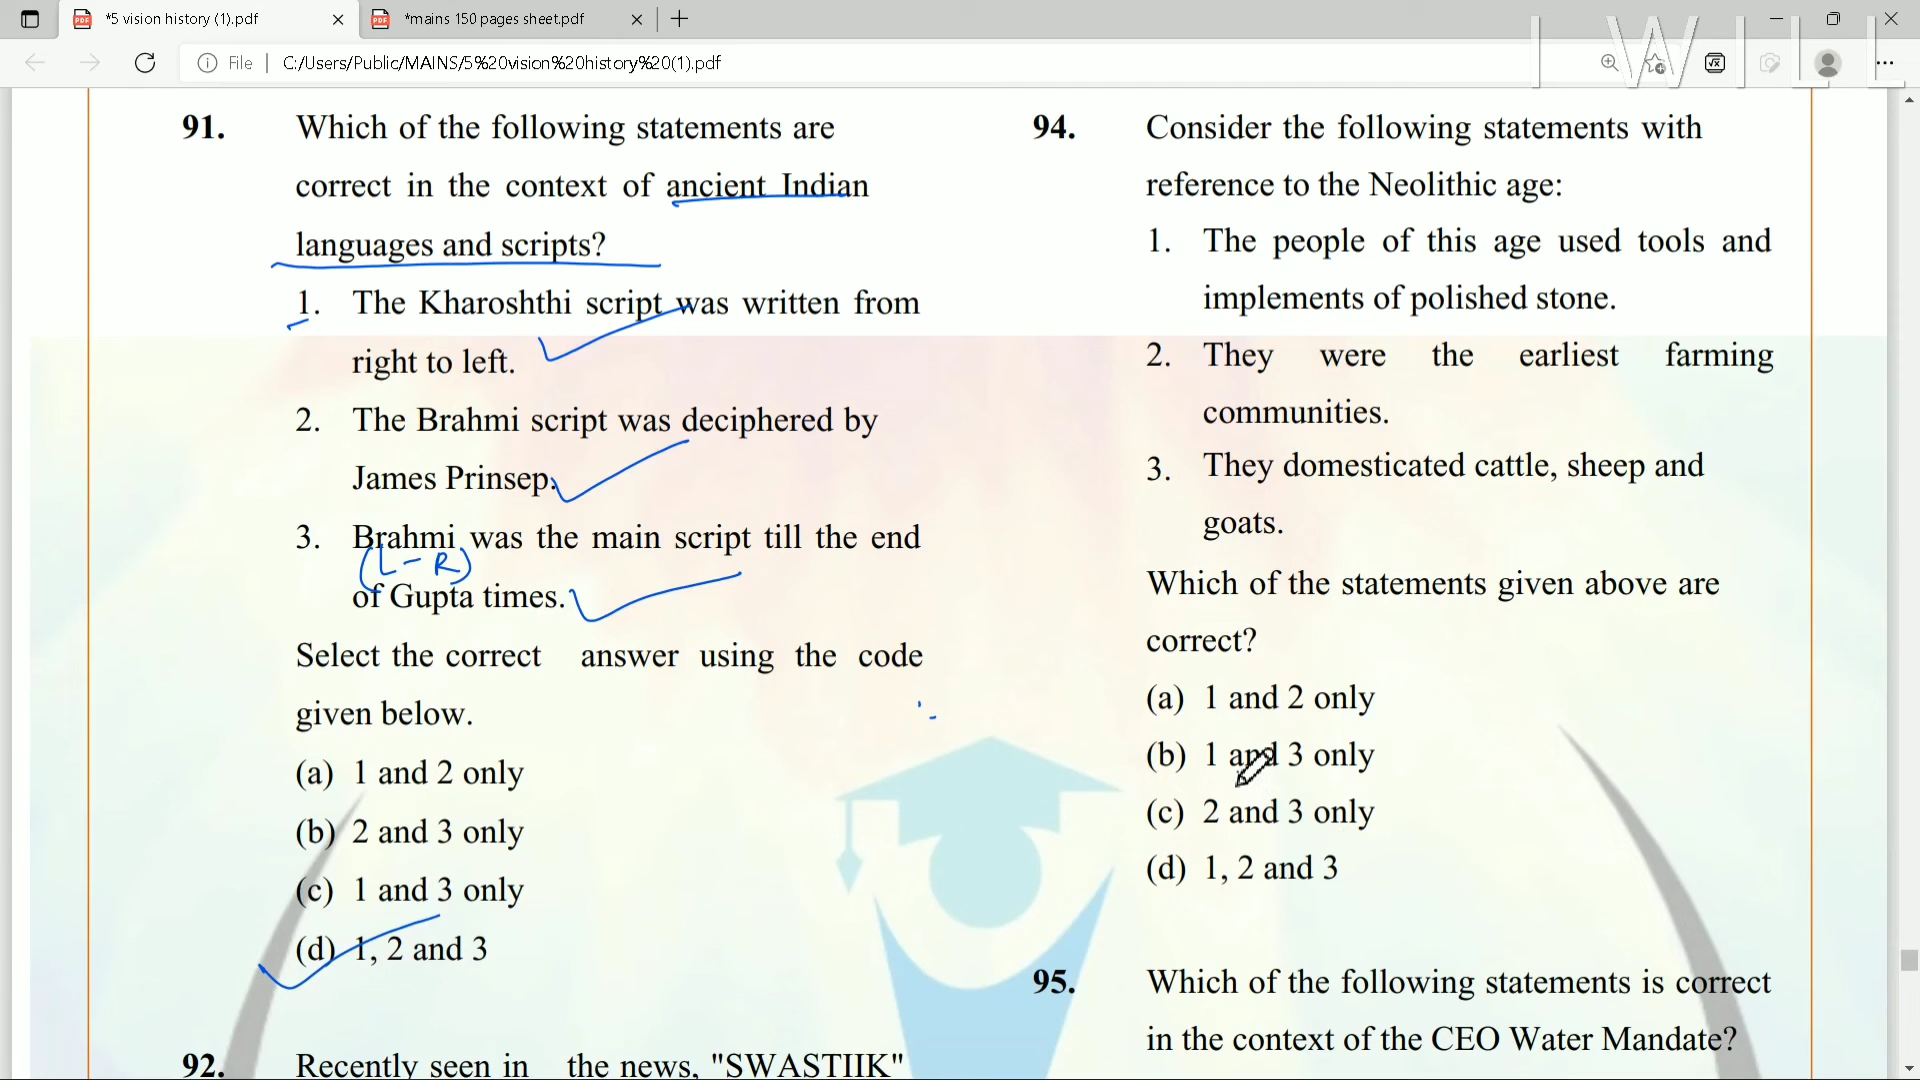 *5 vision history (1).pdf
*mains 150 pages sheet.pdf
I WILL
File | C:/Users/Public/MAINS/5%20vision%20history%20(1).pdf
91. Which of the following statements are
correct in the context of ancient Indian
languages and scripts?
1. The Kharoshthi script was written from
right to left.
2. The Brahmi script was deciphered by
James Prinsep.
3. Brahmi was the main script till the end
(L-R)
of Gupta times.
Select the correct answer using the code
given below.
(a) 1 and 2 only
(b) 2 and 3 only
(c) 1 and 3 only
(d) 1, 2 and 3
92. Recently seen in the news, "SWASTIIK"
94. Consider the following statements with
reference to the Neolithic age:
1. The people of this age used tools and
implements of polished stone.
2. They were the earliest farming
communities.
3. They domesticated cattle, sheep and
goats.
Which of the statements given above are
correct?
(a) 1 and 2 only
(b) 1 and 3 only
(c) 2 and 3 only
(d) 1, 2 and 3
95. Which of the following statements is correct
in the context of the CEO Water Mandate?